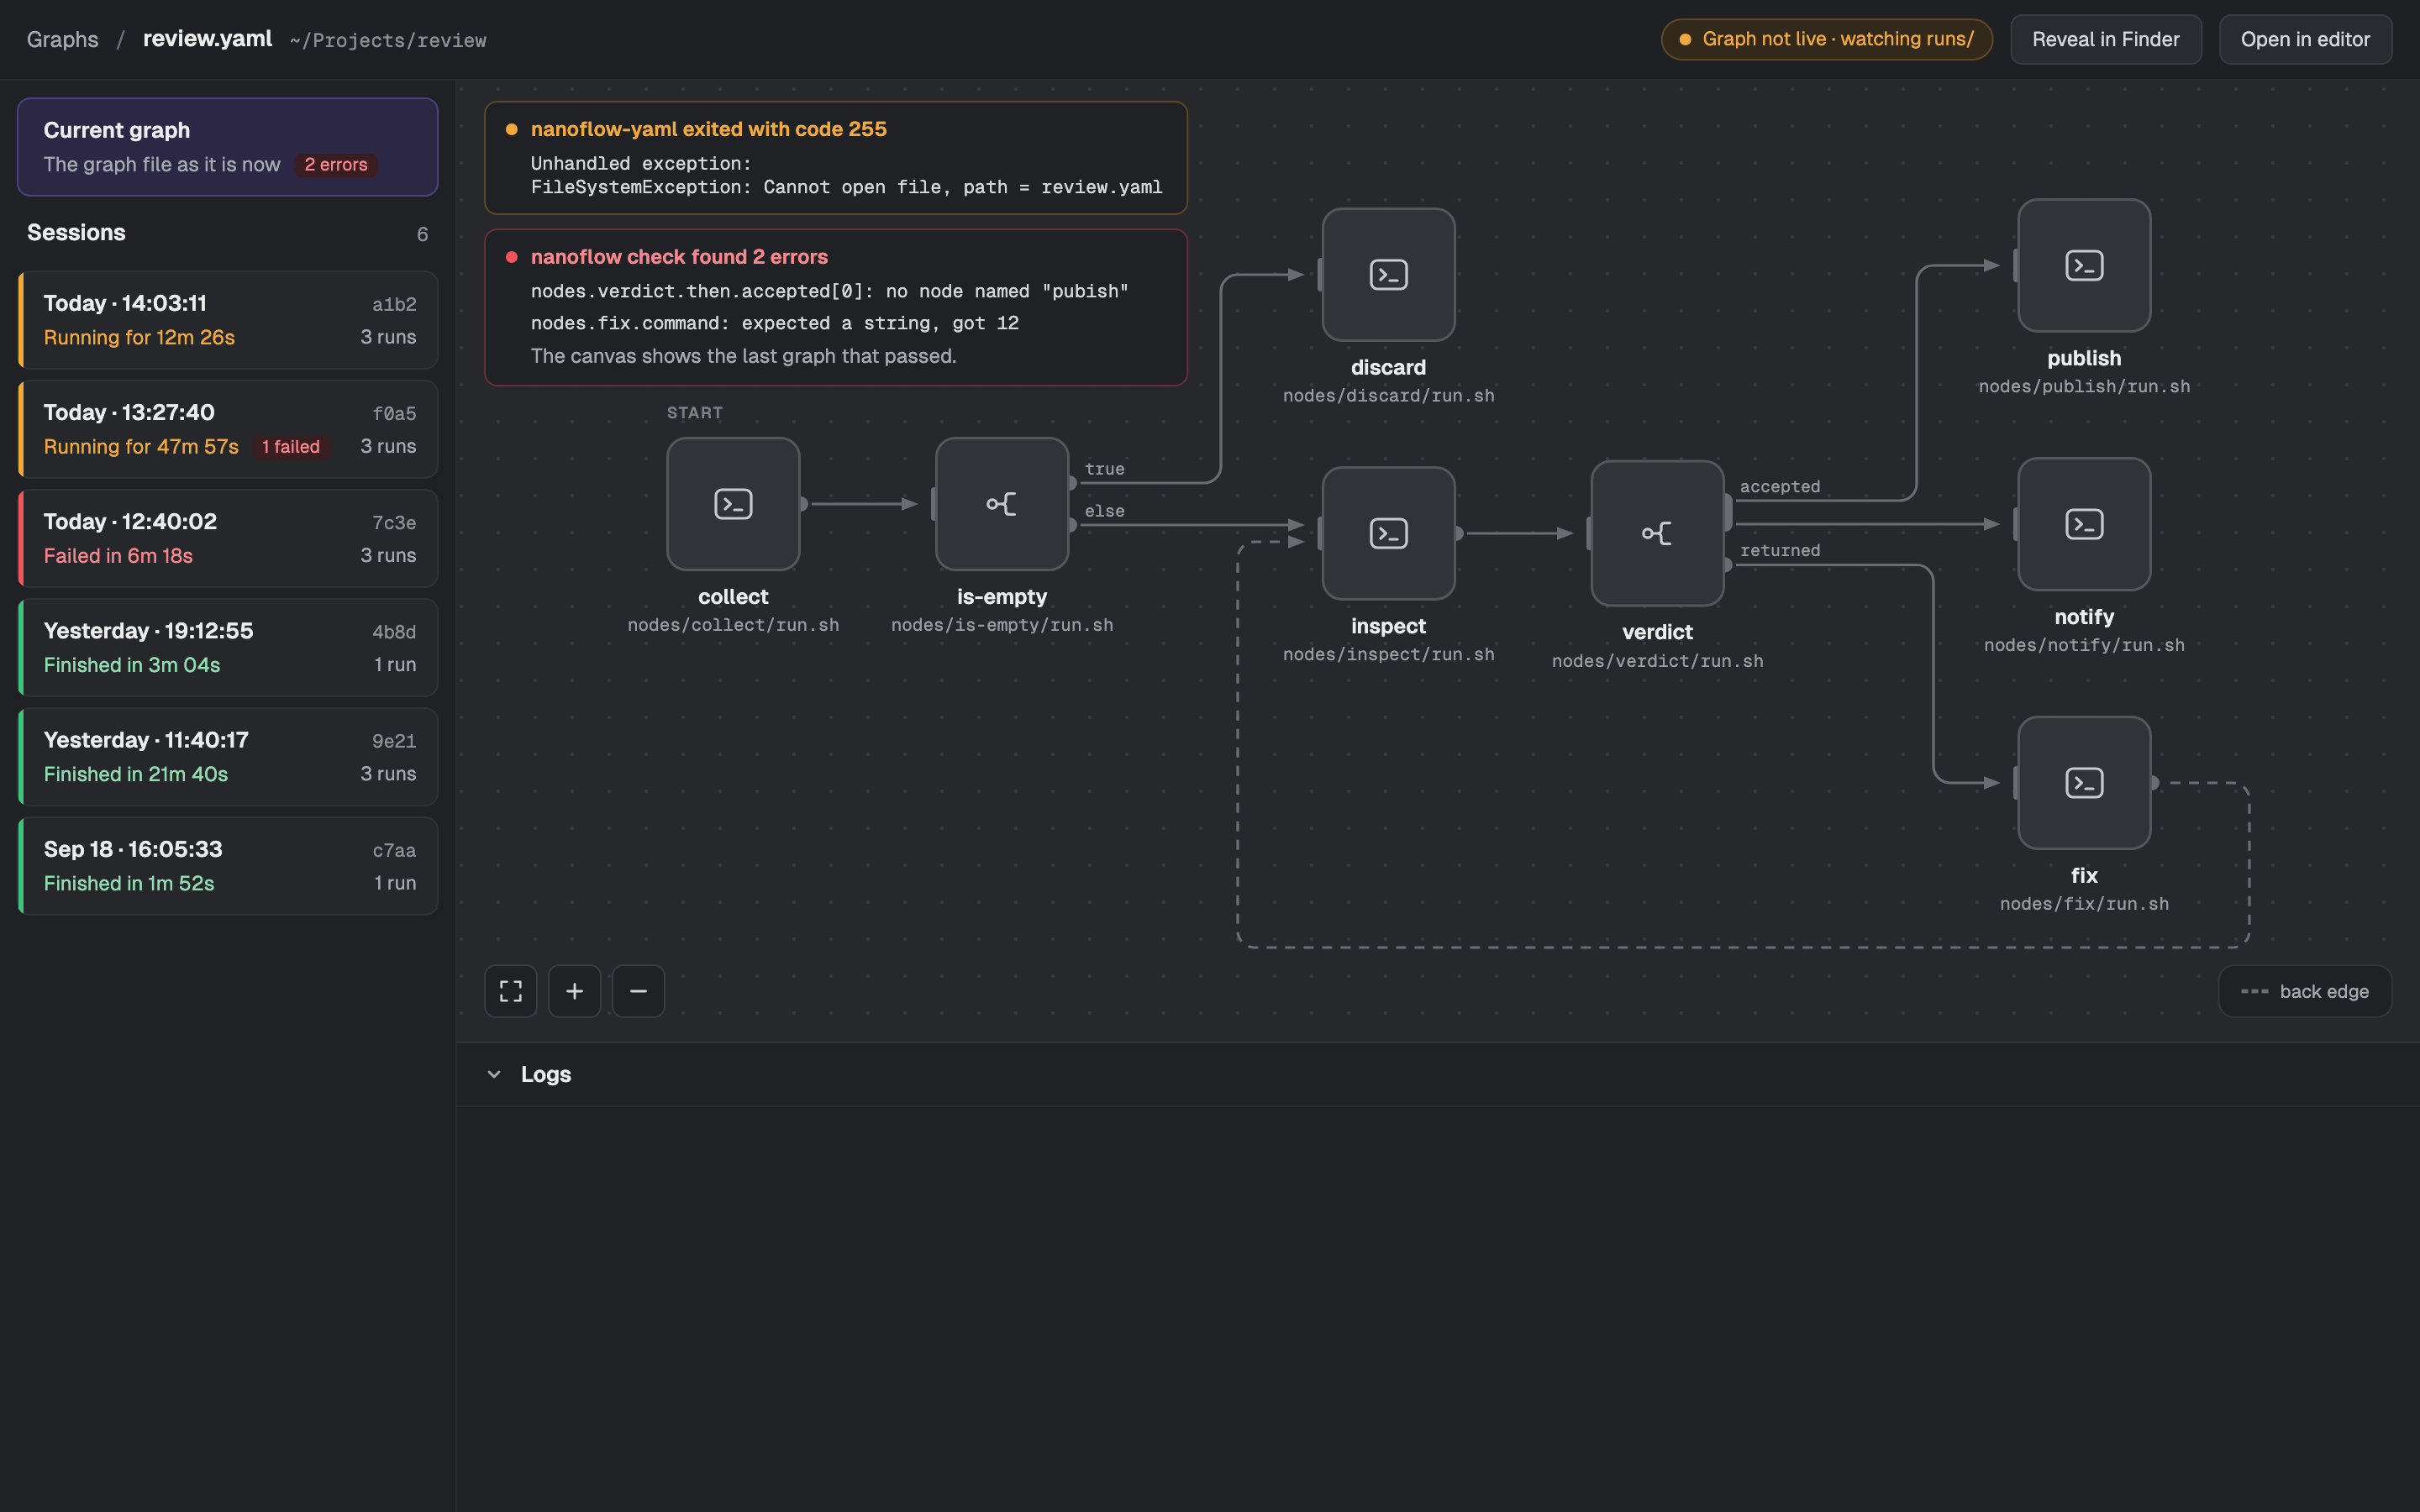 Graphs / review.yaml ~/Projects/review
Graph not live · watching runs/
Reveal in Finder
Open in editor
Current graph
The graph file as it is now 2 errors
Sessions 6
Today · 14:03:11 a1b2
Running for 12m 26s 3 runs
Today · 13:27:40 f0a5
Running for 47m 57s 1 failed 3 runs
Today · 12:40:02 7c3e
Failed in 6m 18s 3 runs
Yesterday · 19:12:55 4b8d
Finished in 3m 04s 1 run
Yesterday · 11:40:17 9e21
Finished in 21m 40s 3 runs
Sep 18 · 16:05:33 c7aa
Finished in 1m 52s 1 run
nanoflow-yaml exited with code 255
Unhandled exception:
FileSystemException: Cannot open file, path = review.yaml
nanoflow check found 2 errors
nodes.verdict.then.accepted[0]: no node named "pubish"
nodes.fix.command: expected a string, got 12
The canvas shows the last graph that passed.
START
collect
nodes/collect/run.sh
is-empty
nodes/is-empty/run.sh
true
else
discard
nodes/discard/run.sh
inspect
nodes/inspect/run.sh
verdict
nodes/verdict/run.sh
accepted
returned
publish
nodes/publish/run.sh
notify
nodes/notify/run.sh
fix
nodes/fix/run.sh
back edge
Logs